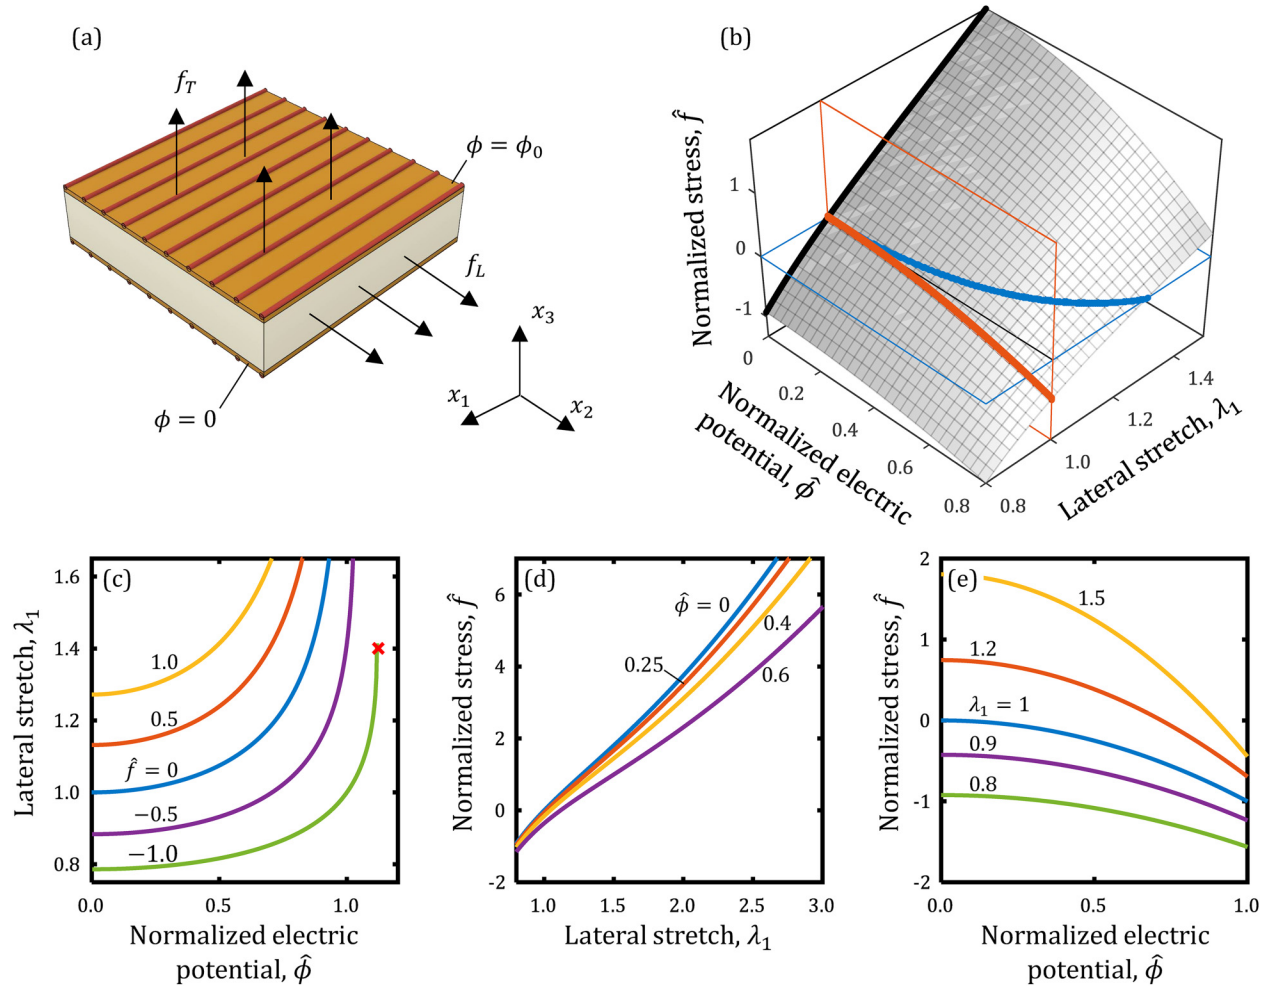 (a)
f_T
ϕ = ϕ_0
f_L
x_3
x_1
x_2
ϕ = 0
(b)
Normalized stress, f̂
1
0
-1
0
0.2
0.4
0.6
0.8
Normalized electric
potential, ϕ̂
0.8
1.0
1.2
1.4
Lateral stretch, λ_1
(c)
Lateral stretch, λ_1
1.6
1.4
1.2
1.0
0.8
1.0
0.5
f̂ = 0
−0.5
−1.0
0.0
0.5
1.0
Normalized electric
potential, ϕ̂
(d)
Normalized stress, f̂
6
4
2
0
-2
ϕ̂ = 0
0.25
0.4
0.6
1.0
1.5
2.0
2.5
3.0
Lateral stretch, λ_1
(e)
Normalized stress, f̂
2
1
0
-1
-2
1.5
1.2
λ_1 = 1
0.9
0.8
0.0
0.5
1.0
Normalized electric
potential, ϕ̂